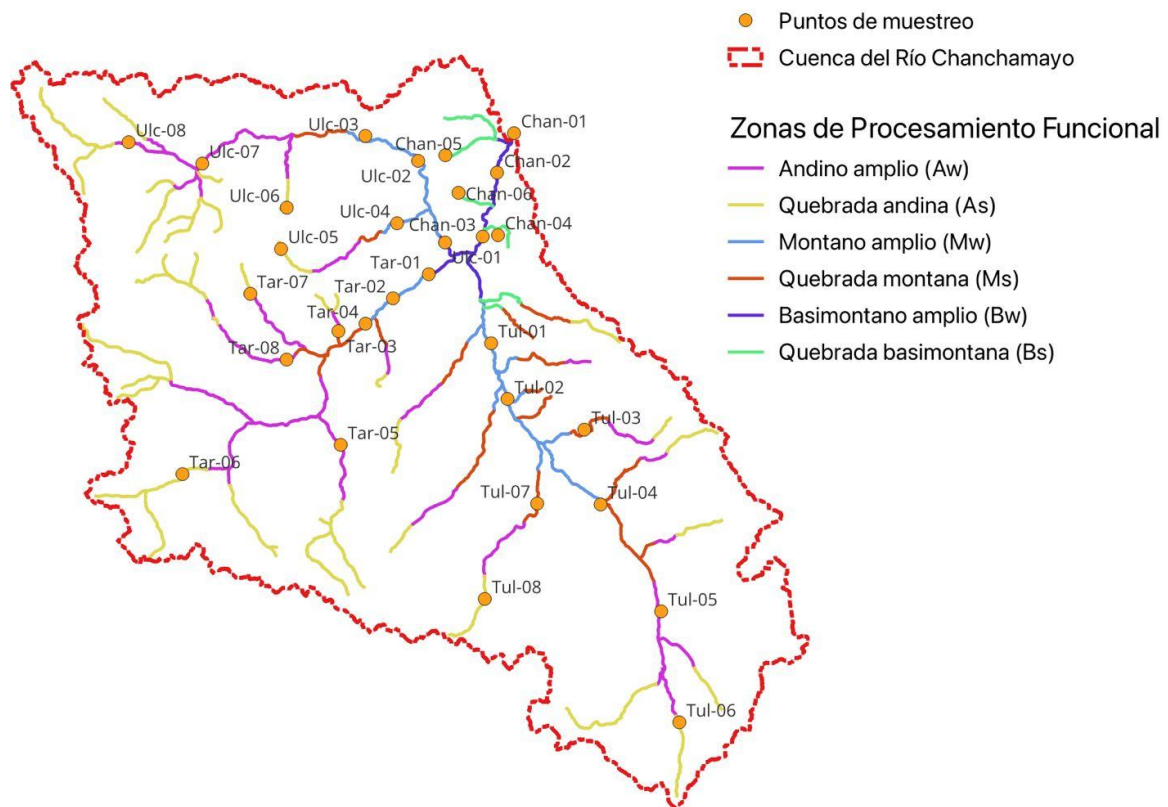 Puntos de muestreo
Cuenca del Río Chanchamayo
Zonas de Procesamiento Funcional
Andino amplio (Aw)
Quebrada andina (As)
Montano amplio (Mw)
Quebrada montana (Ms)
Basimontano amplio (Bw)
Quebrada basimontana (Bs)
Ulc-08
Ulc-07
Ulc-03
Chan-01
Chan-05
Chan-02
Ulc-02
Ulc-06
Chan-06
Ulc-04
Chan-03
Chan-04
Ulc-05
Ulc-01
Tar-01
Tar-07
Tar-02
Tar-04
Tar-03
Tar-08
Tul-01
Tul-02
Tul-03
Tar-05
Tar-06
Tul-07
Tul-04
Tul-08
Tul-05
Tul-06